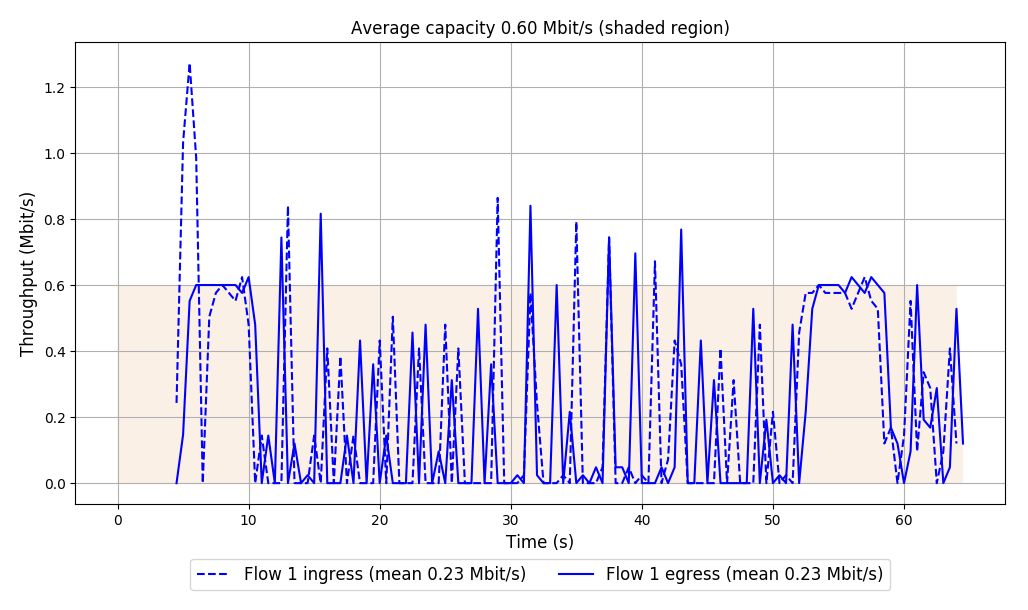 Average capacity 0.60 Mbit/s (shaded region)
Throughput (Mbit/s)
1.2
1.0
0.8
0.6
0.4
0.2
0.0
0 10 20 30 40 50 60
Time (s)
Flow 1 ingress (mean 0.23 Mbit/s) Flow 1 egress (mean 0.23 Mbit/s)